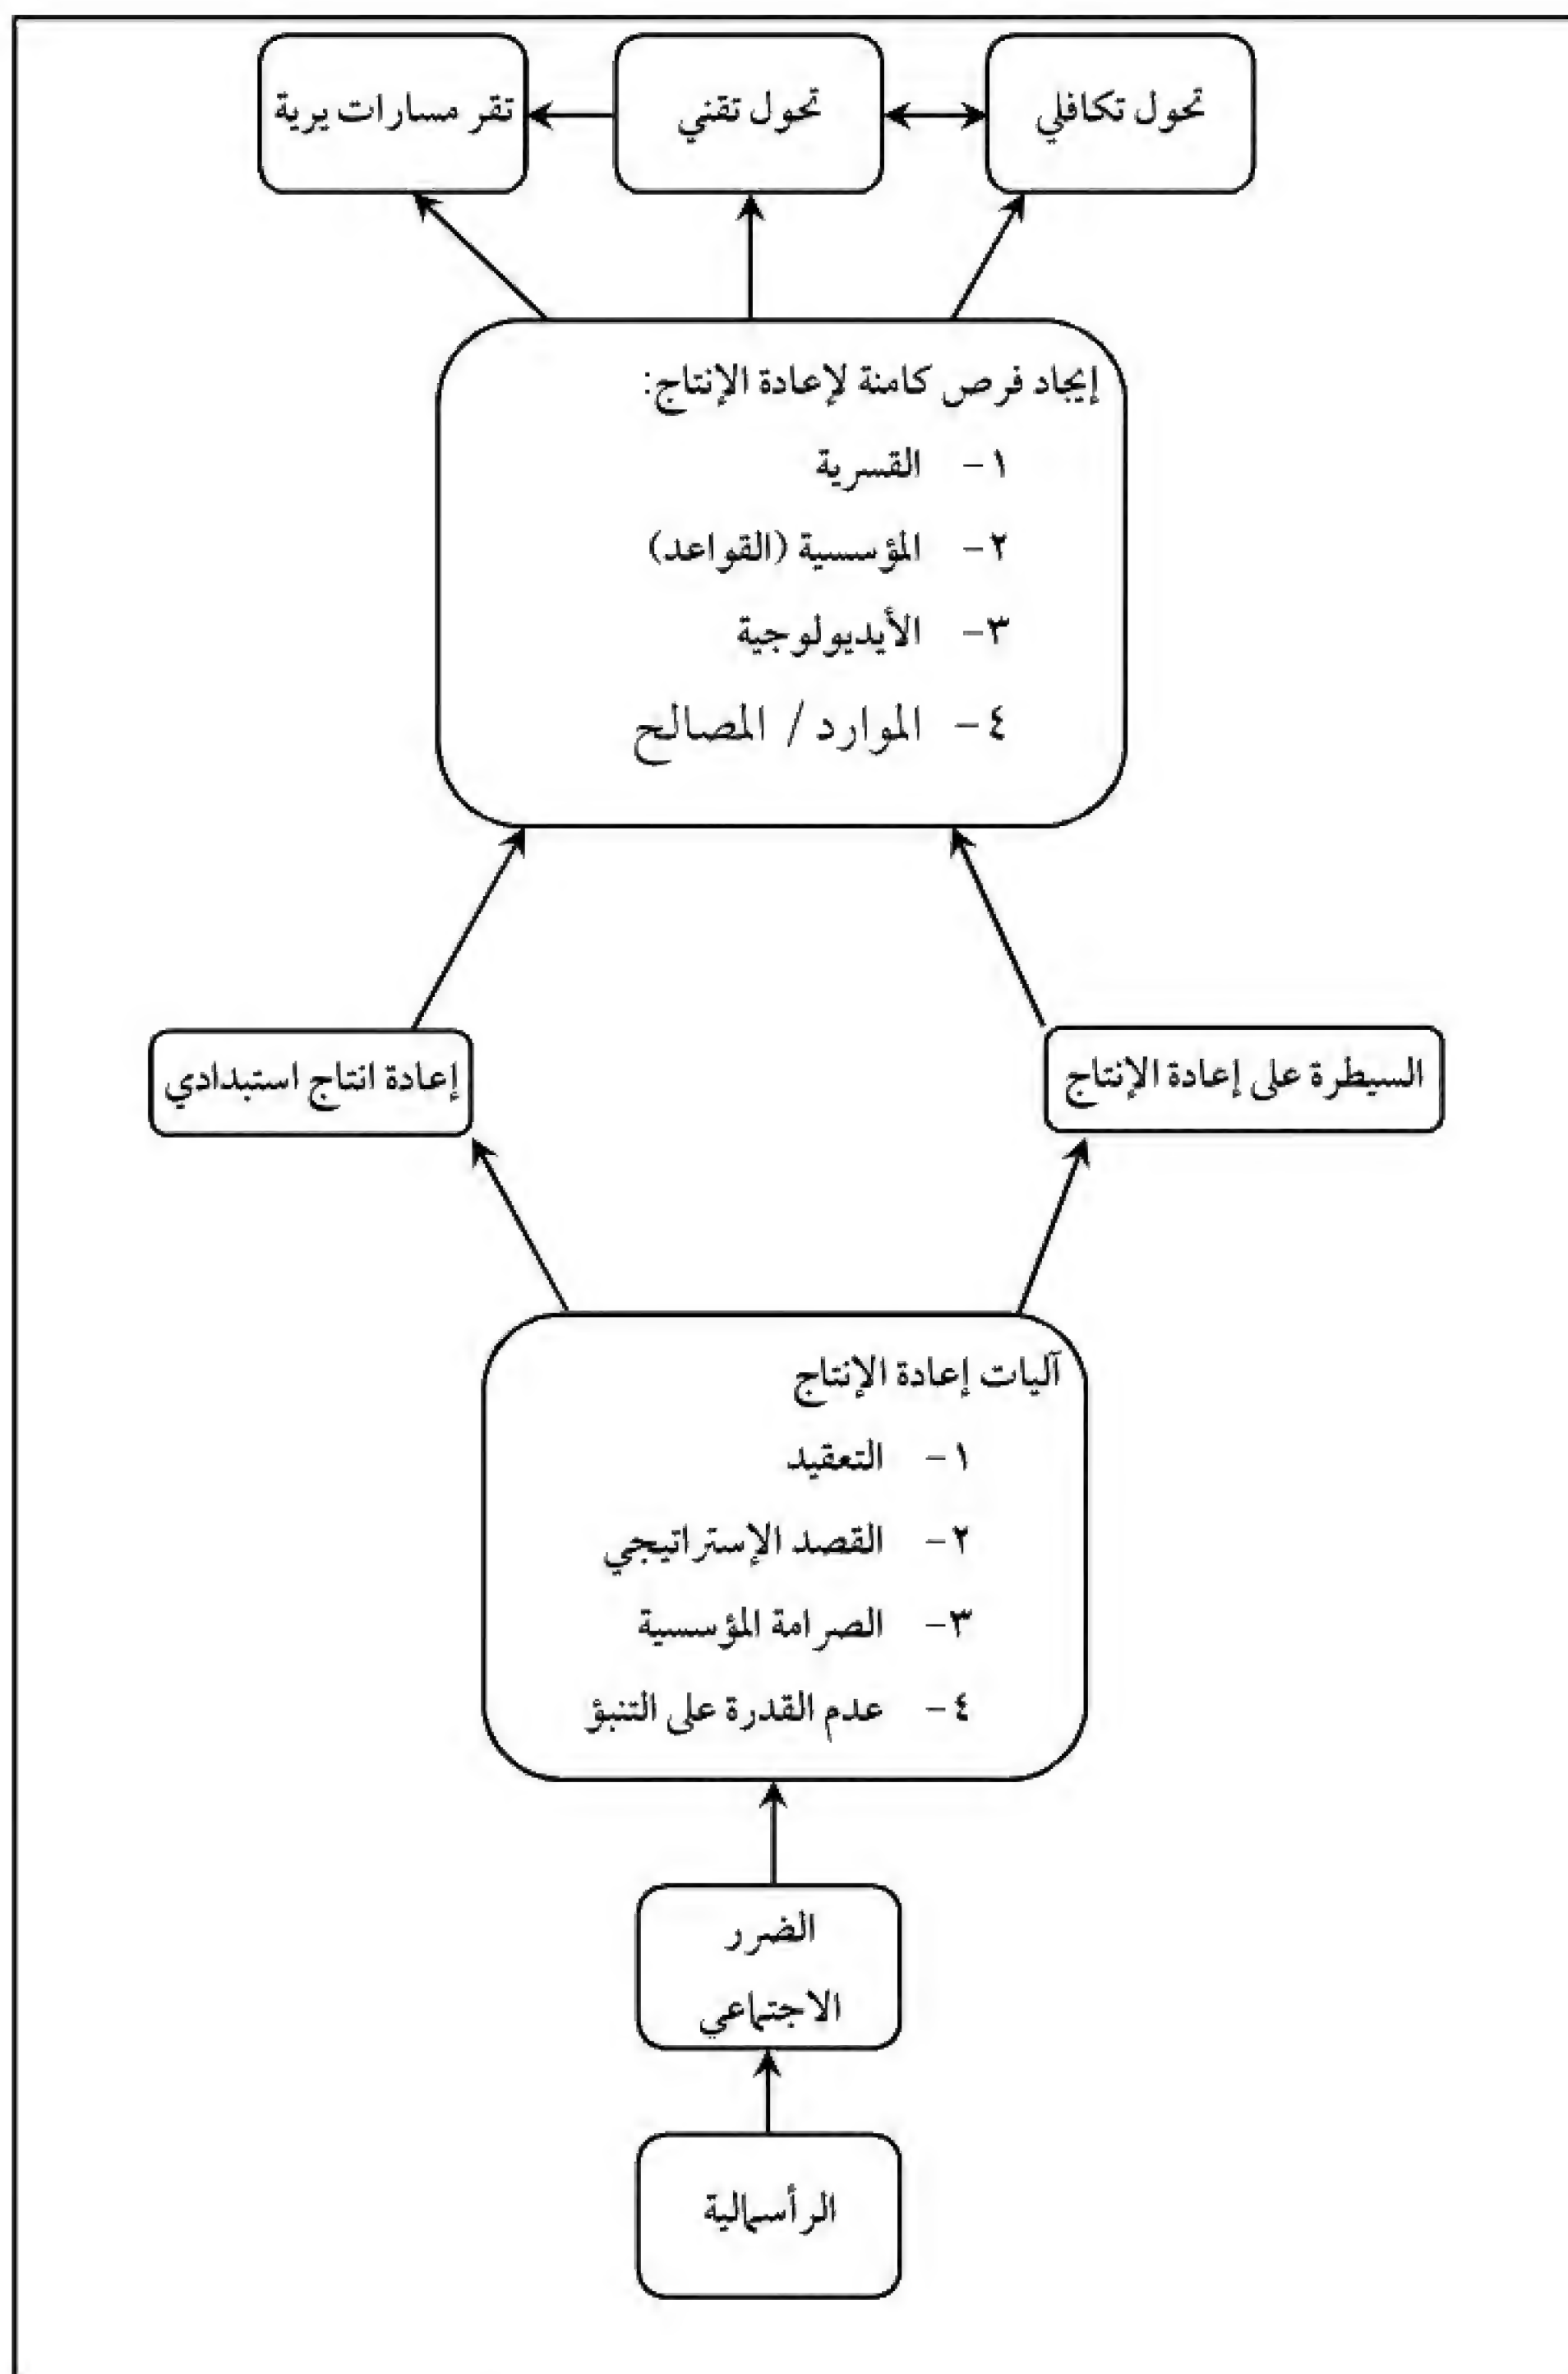 تحول تكافلي
تحول تقني
تقر مسارات يرية
إيجاد فرص كامنة لإعادة الإنتاج:
١- القسرية
٢- المؤسسية (القواعد)
٣- الأيديولوجية
٤- الموارد / المصالح
السيطرة على إعادة الإنتاج
إعادة انتاج استبدادي
آليات إعادة الإنتاج
١- التعقيد
٢- القصد الإستراتيجي
٣- الصرامة المؤسسية
٤- عدم القدرة على التنبؤ
الضرر
الاجتماعي
الرأسمالية